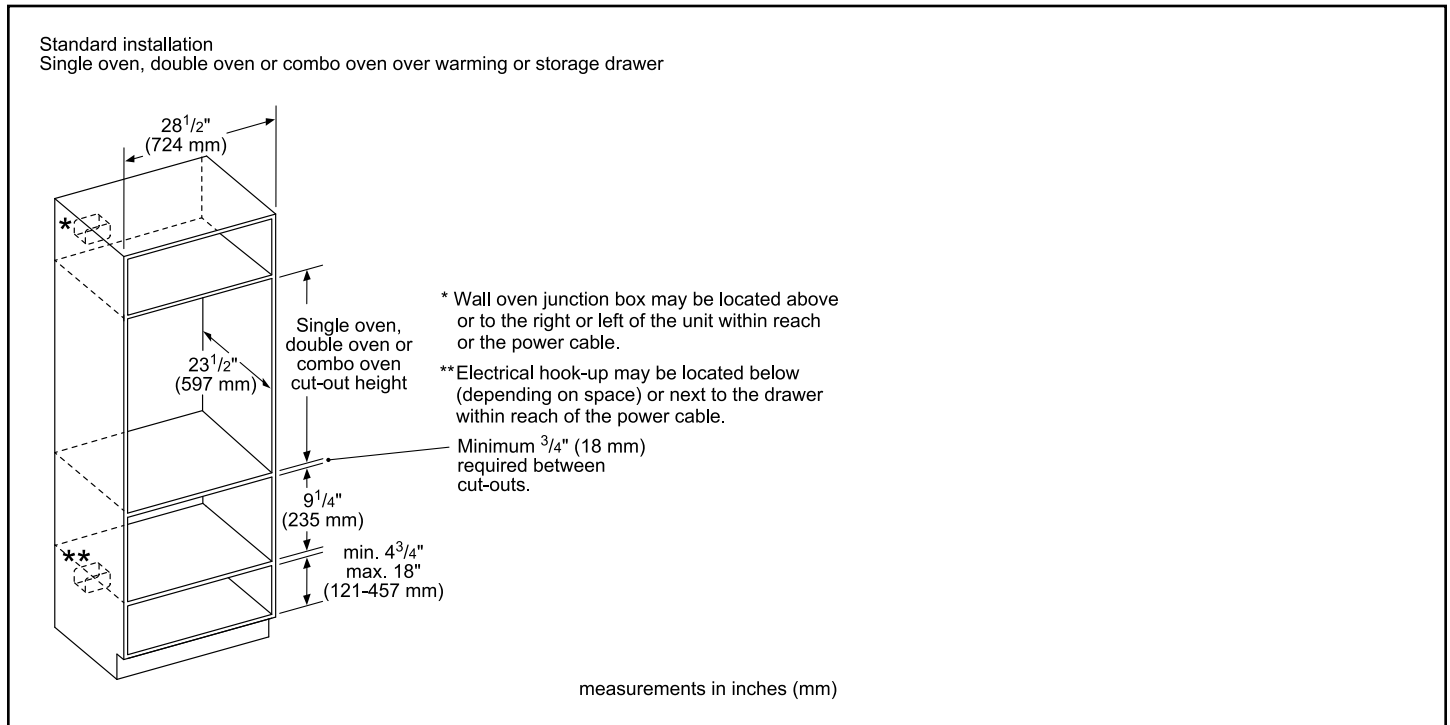 Standard installation
Single oven, double oven or combo oven over warming or storage drawer
28 1/2"
(724 mm)
*
Single oven,
double oven or
combo oven
cut-out height
23 1/2"
(597 mm)
* Wall oven junction box may be located above
or to the right or left of the unit within reach
or the power cable.
**Electrical hook-up may be located below
(depending on space) or next to the drawer
within reach of the power cable.
Minimum 3/4" (18 mm)
required between
cut-outs.
9 1/4"
(235 mm)
**
min. 4 3/4"
max. 18"
(121-457 mm)
measurements in inches (mm)